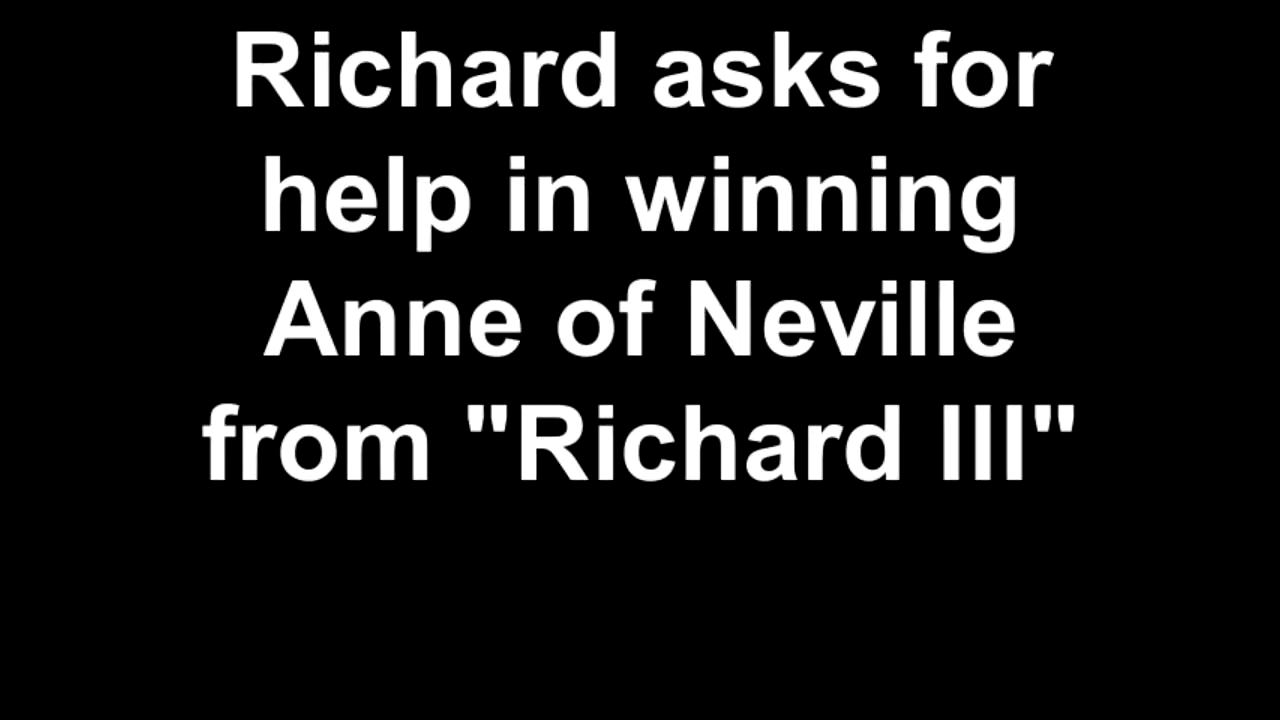 Richard asks for
help in winning
Anne of Neville
from "Richard III"